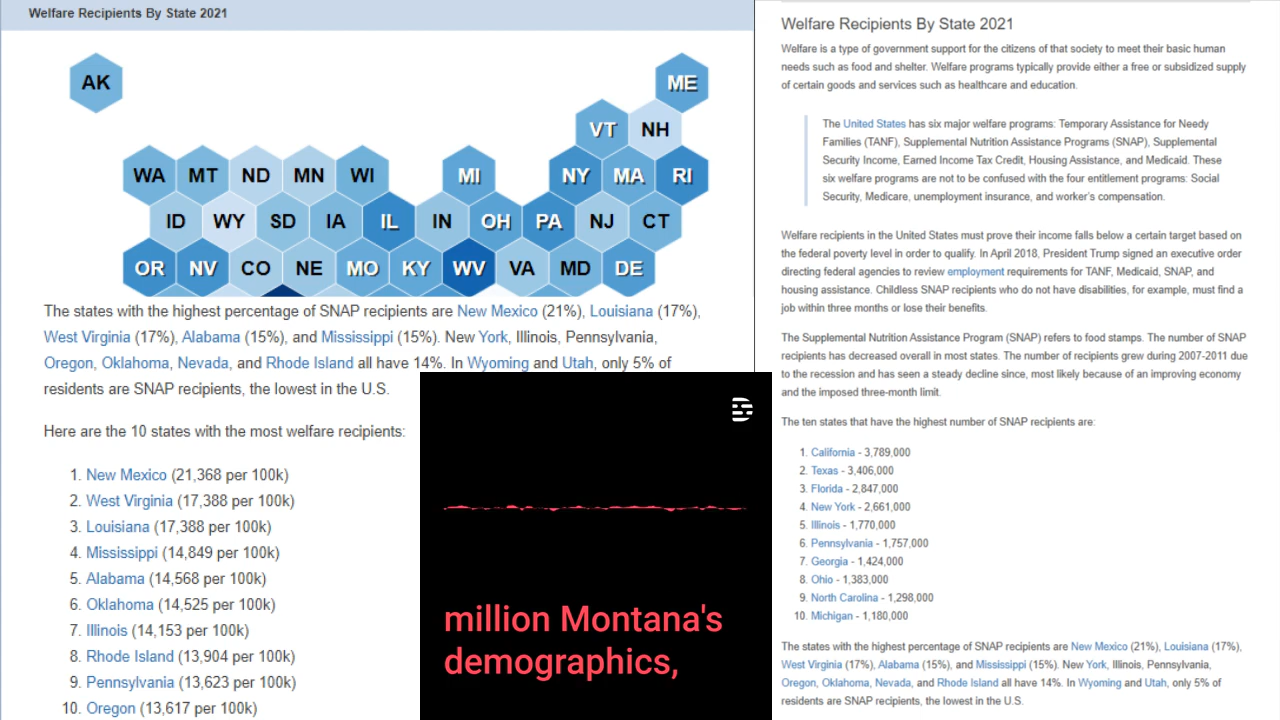 Welfare Recipients By State 2021
AK
ME
VT NH
WA MT ND MN WI MI NY MA RI
ID WY SD IA IL IN OH PA NJ CT
OR NV CO NE MO KY WV VA MD DE
The states with the highest percentage of SNAP recipients are New Mexico (21%), Louisiana (17%),
West Virginia (17%), Alabama (15%), and Mississippi (15%). New York, Illinois, Pennsylvania,
Oregon, Oklahoma, Nevada, and Rhode Island all have 14%. In Wyoming and Utah, only 5% of
residents are SNAP recipients, the lowest in the U.S.
Here are the 10 states with the most welfare recipients:
1. New Mexico (21,368 per 100k)
2. West Virginia (17,388 per 100k)
3. Louisiana (17,388 per 100k)
4. Mississippi (14,849 per 100k)
5. Alabama (14,568 per 100k)
6. Oklahoma (14,525 per 100k)
7. Illinois (14,153 per 100k)
8. Rhode Island (13,904 per 100k)
9. Pennsylvania (13,623 per 100k)
10. Oregon (13,617 per 100k)
million Montana's
demographics,
Welfare Recipients By State 2021
Welfare is a type of government support for the citizens of that society to meet their basic human
needs such as food and shelter. Welfare programs typically provide either a free or subsidized supply
of certain goods and services such as healthcare and education.
The United States has six major welfare programs: Temporary Assistance for Needy
Families (TANF), Supplemental Nutrition Assistance Programs (SNAP), Supplemental
Security Income, Earned Income Tax Credit, Housing Assistance, and Medicaid. These
six welfare programs are not to be confused with the four entitlement programs: Social
Security, Medicare, unemployment insurance, and worker's compensation.
Welfare recipients in the United States must prove their income falls below a certain target based on
the federal poverty level in order to qualify. In April 2018, President Trump signed an executive order
directing federal agencies to review employment requirements for TANF, Medicaid, SNAP, and
housing assistance. Childless SNAP recipients who do not have disabilities, for example, must find a
job within three months or lose their benefits.
The Supplemental Nutrition Assistance Program (SNAP) refers to food stamps. The number of SNAP
recipients has decreased overall in most states. The number of recipients grew during 2007-2011 due
to the recession and has seen a steady decline since, most likely because of an improving economy
and the imposed three-month limit.
The ten states that have the highest number of SNAP recipients are:
1. California - 3,789,000
2. Texas - 3,406,000
3. Florida - 2,847,000
4. New York - 2,661,000
5. Illinois - 1,770,000
6. Pennsylvania - 1,757,000
7. Georgia - 1,424,000
8. Ohio - 1,383,000
9. North Carolina - 1,298,000
10. Michigan - 1,180,000
The states with the highest percentage of SNAP recipients are New Mexico (21%), Louisiana (17%),
West Virginia (17%), Alabama (15%), and Mississippi (15%). New York, Illinois, Pennsylvania,
Oregon, Oklahoma, Nevada, and Rhode Island all have 14%. In Wyoming and Utah, only 5% of
residents are SNAP recipients, the lowest in the U.S.